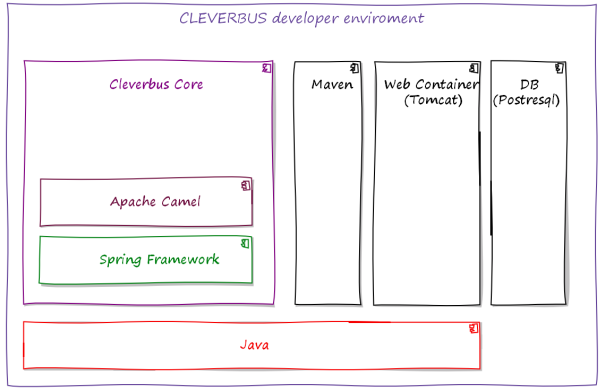 CLEVERBUS developer enviroment
Cleverbus Core
Maven
Web Container
(Tomcat)
DB
(Postresql)
Apache Camel
Spring Framework
Java